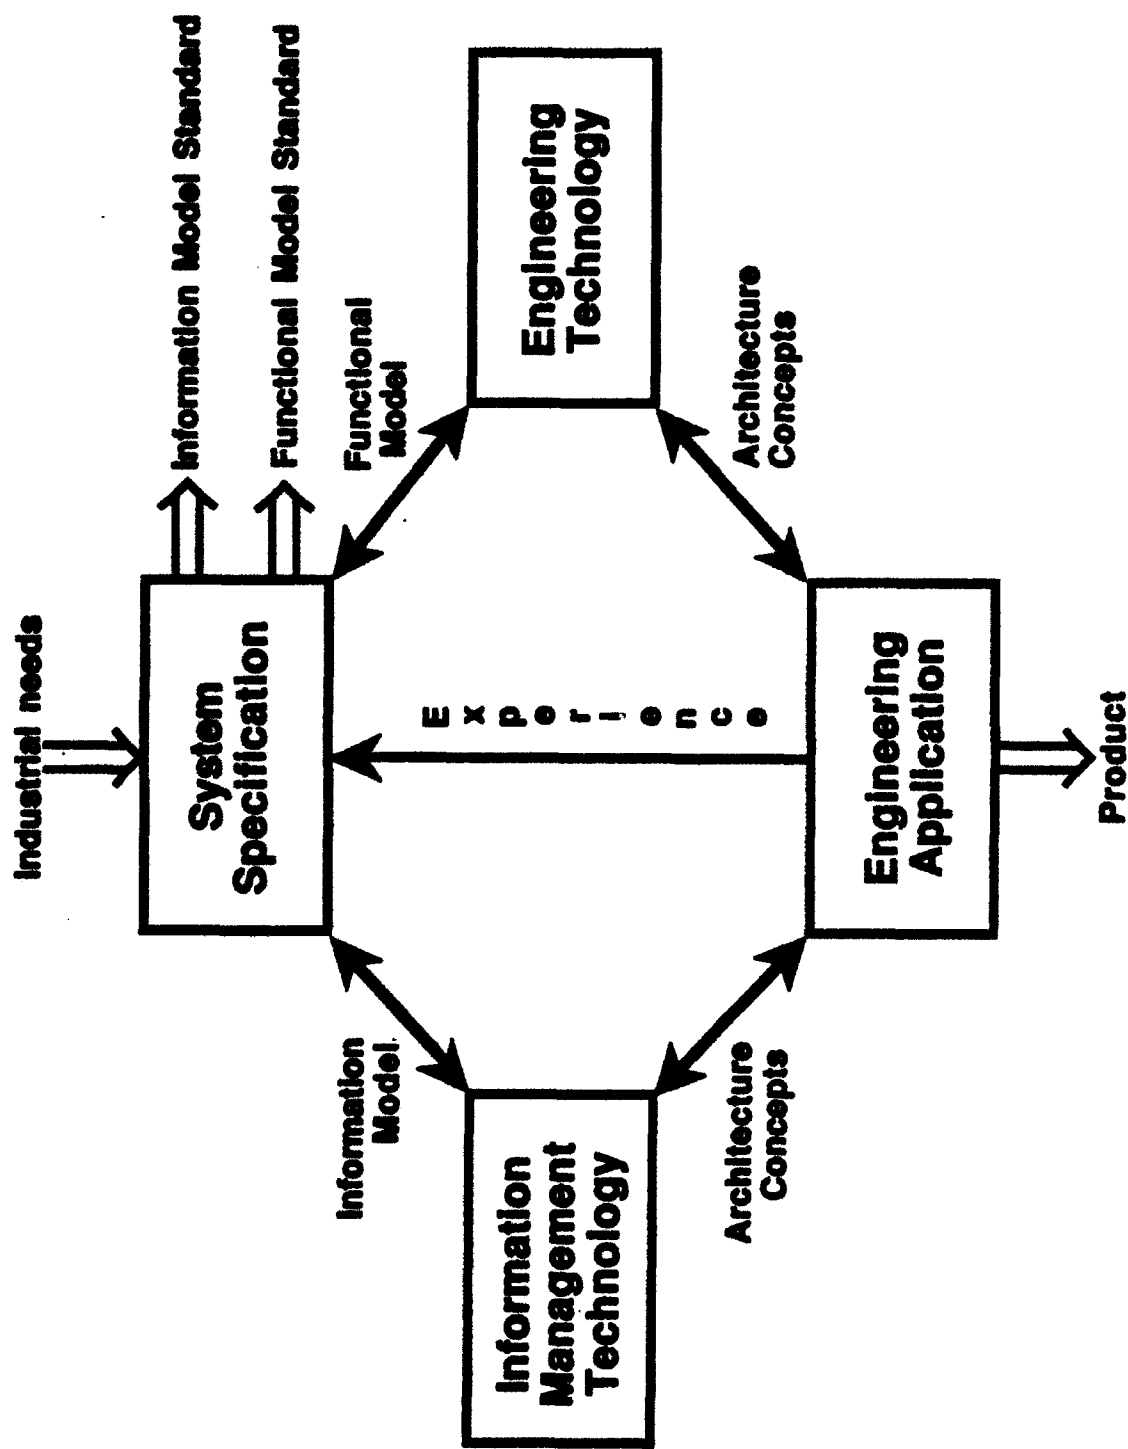 Industrial needs
System
Specification
Information Model Standard
Functional Model Standard
Information
Model
Functional
Model
Information
Management
Technology
Experience
Engineering
Technology
Architecture
Concepts
Architecture
Concepts
Engineering
Application
Product